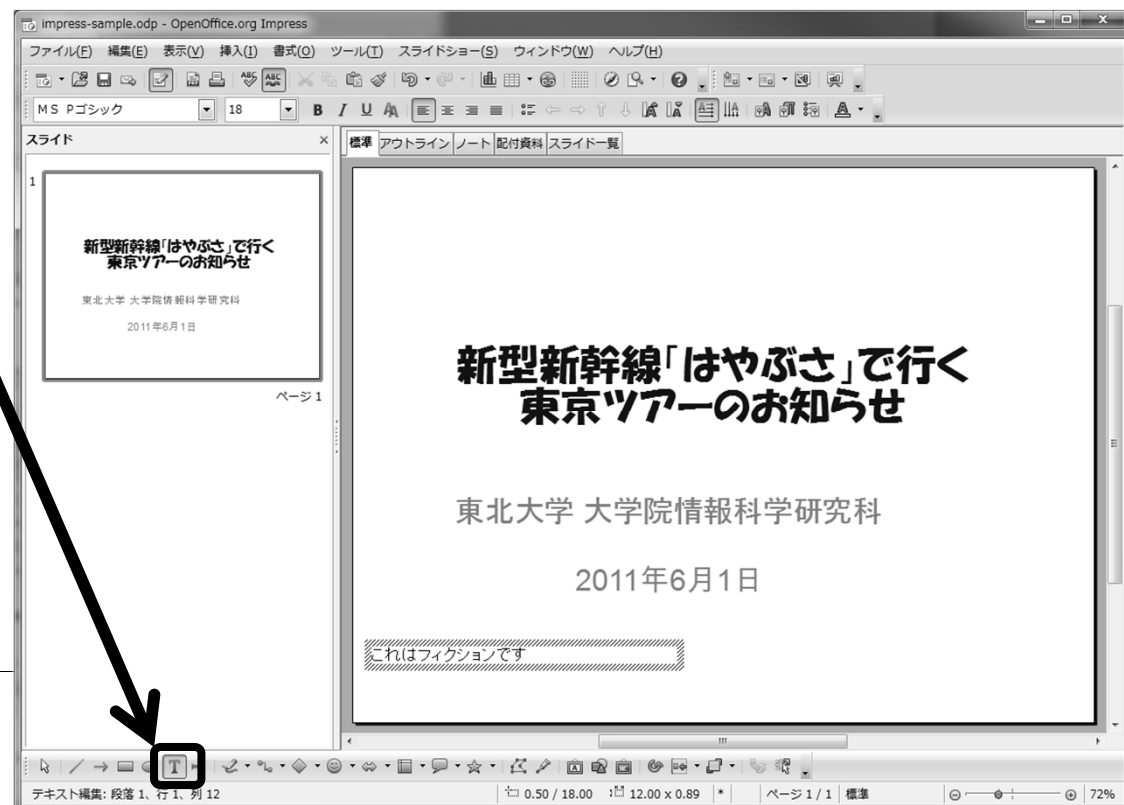 impress-sample.odp - OpenOffice.org Impress
ファイル(F) 編集(E) 表示(V) 挿入(I) 書式(O) ツール(T) スライドショー(S) ウィンドウ(W) ヘルプ(H)
ＭＳ Ｐゴシック 18
スライド
標準 アウトライン ノート 配付資料 スライド一覧
1
新型新幹線「はやぶさ」で行く
東京ツアーのお知らせ
東北大学 大学院情報科学研究科
2011年6月1日
ページ 1
新型新幹線「はやぶさ」で行く
東京ツアーのお知らせ
東北大学 大学院情報科学研究科
2011年6月1日
これはフィクションです
テキスト編集: 段落 1、行 1、列 12
0.50 / 18.00 12.00 x 0.89 * ページ 1 / 1 標準 72%